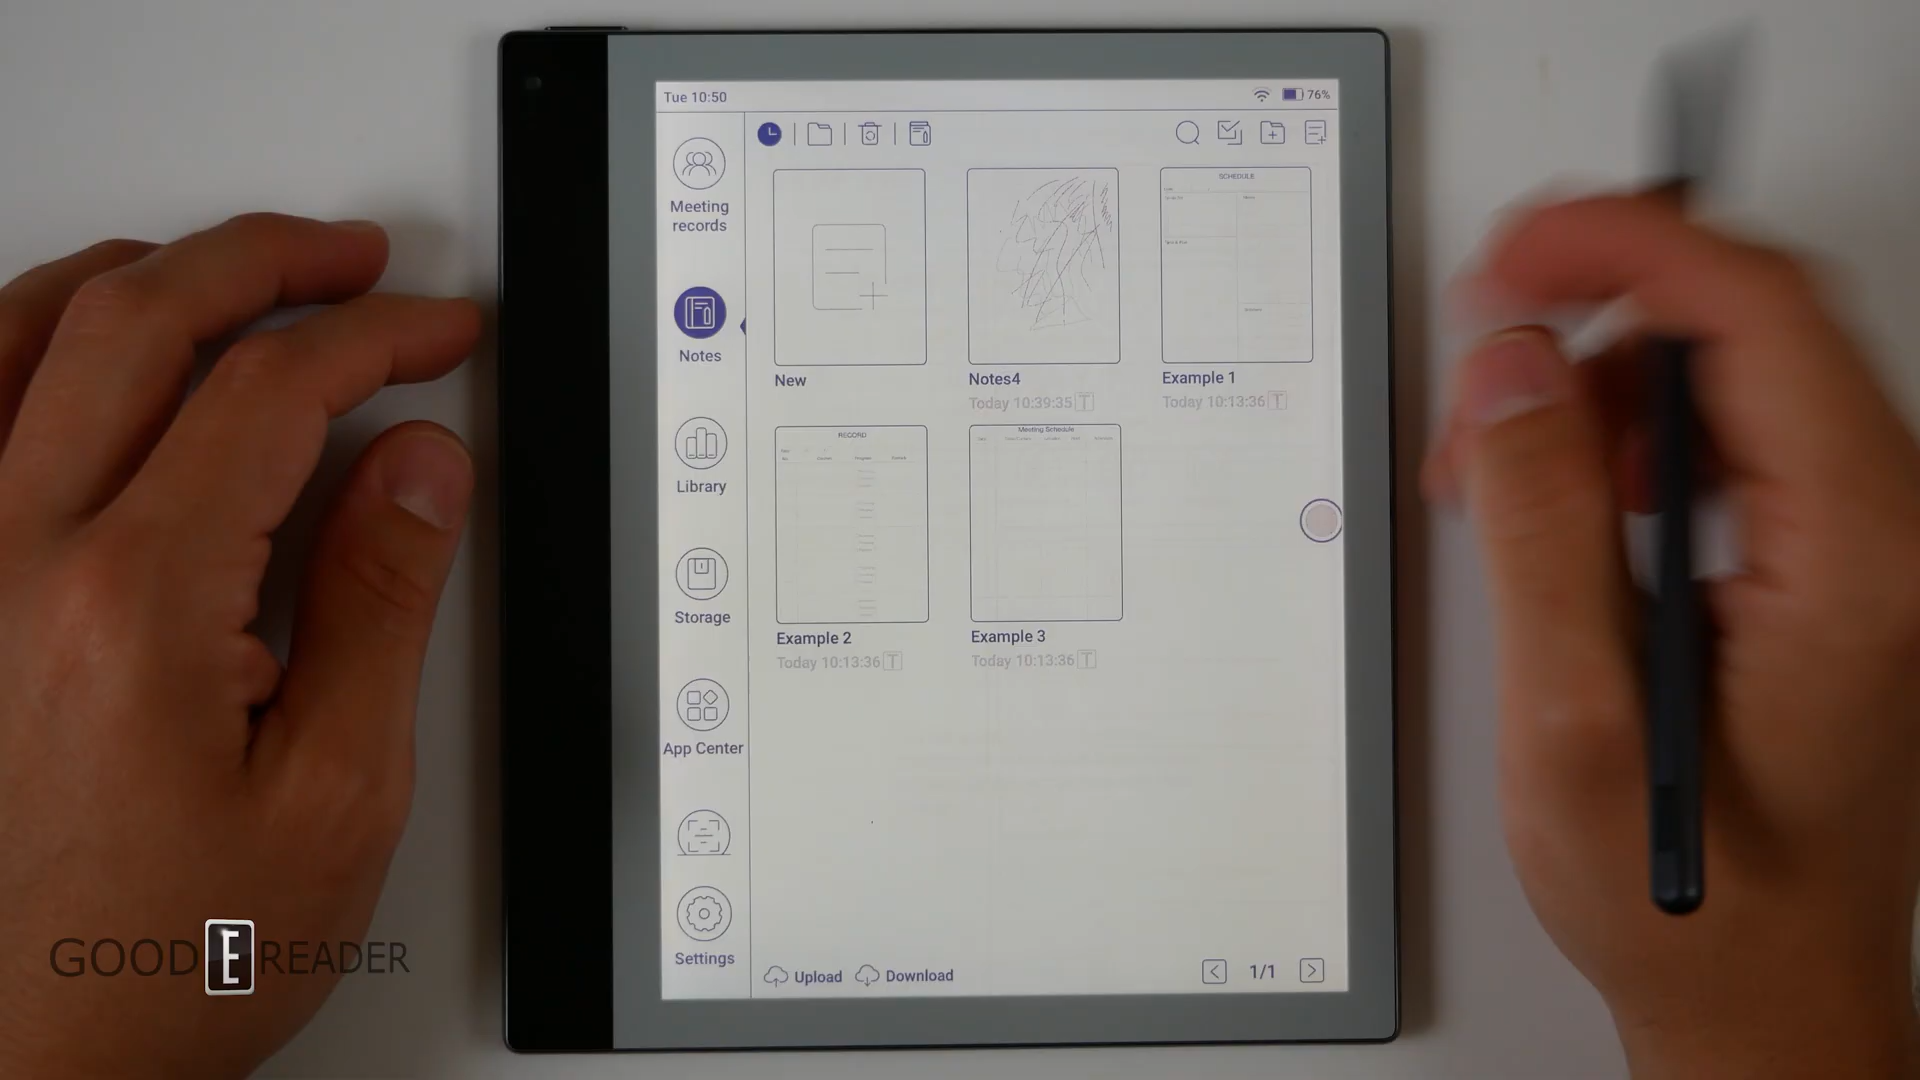 Tue 10:50
76%
Meeting
records
Notes
Library
Storage
App Center
Settings
New
Notes4
Today 10:39:35 T
SCHEDULE
Example 1
Today 10:13:36 T
RECORD
Example 2
Today 10:13:36 T
Meeting Schedule
Example 3
Today 10:13:36 T
Upload
Download
1/1
GOOD E READER